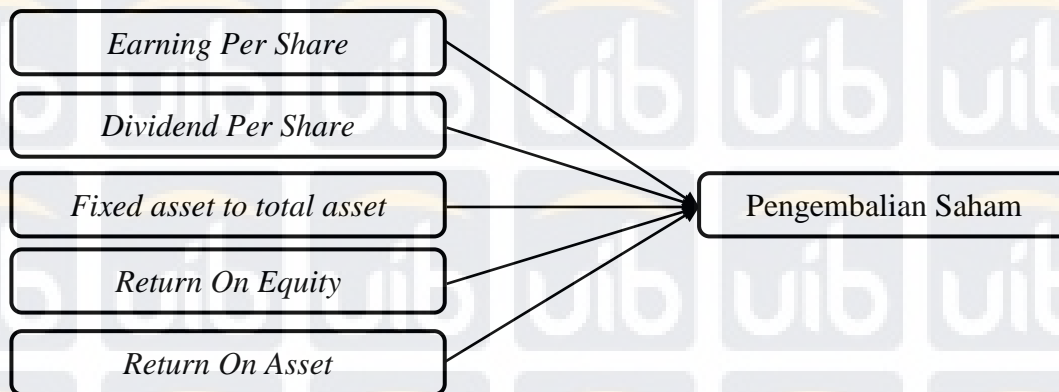 Earning Per Share
Dividend Per Share
Fixed asset to total asset
Pengembalian Saham
Return On Equity
Return On Asset
uib